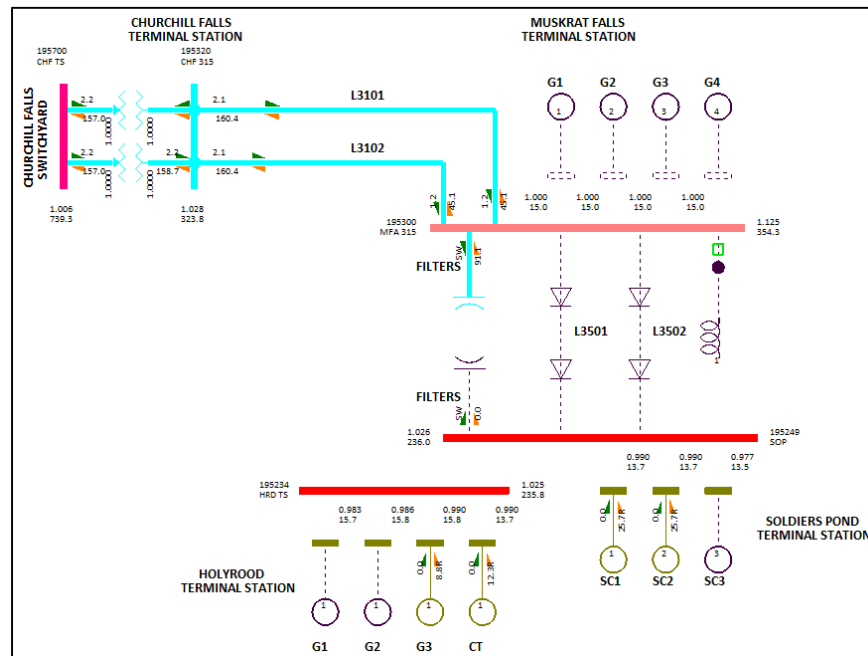 CHURCHILL FALLS
TERMINAL STATION
MUSKRAT FALLS
TERMINAL STATION
195700
CHF TS
195320
CHF 315
G1
G2
G3
G4
CHURCHILL FALLS
SWITCHYARD
2.2
157.0
1.0000
1.0000
2.1
160.4
L3101
1
2
3
4
2.2
157.0
1.0000
1.0000
2.2
158.7
2.1
160.4
L3102
1.006
739.3
1.028
323.8
1.2
45.1
1.2
45.1
1.000
15.0
1.000
15.0
1.000
15.0
1.000
15.0
195300
MFA 315
1.125
354.3
SW
91.1
FILTERS
L3501
L3502
1
FILTERS
SW
0.0
1.026
236.0
195249
SOP
0.990
13.7
0.990
13.7
0.977
13.5
195234
HRD TS
1.025
235.8
0.983
15.7
0.986
15.8
0.990
15.8
0.990
13.7
0.0
25.7R
0.0
25.7R
SOLDIERS POND
TERMINAL STATION
1
2
3
SC1
SC2
SC3
HOLYROOD
TERMINAL STATION
0.0
8.8R
0.0
12.3R
1
1
1
1
G1
G2
G3
CT